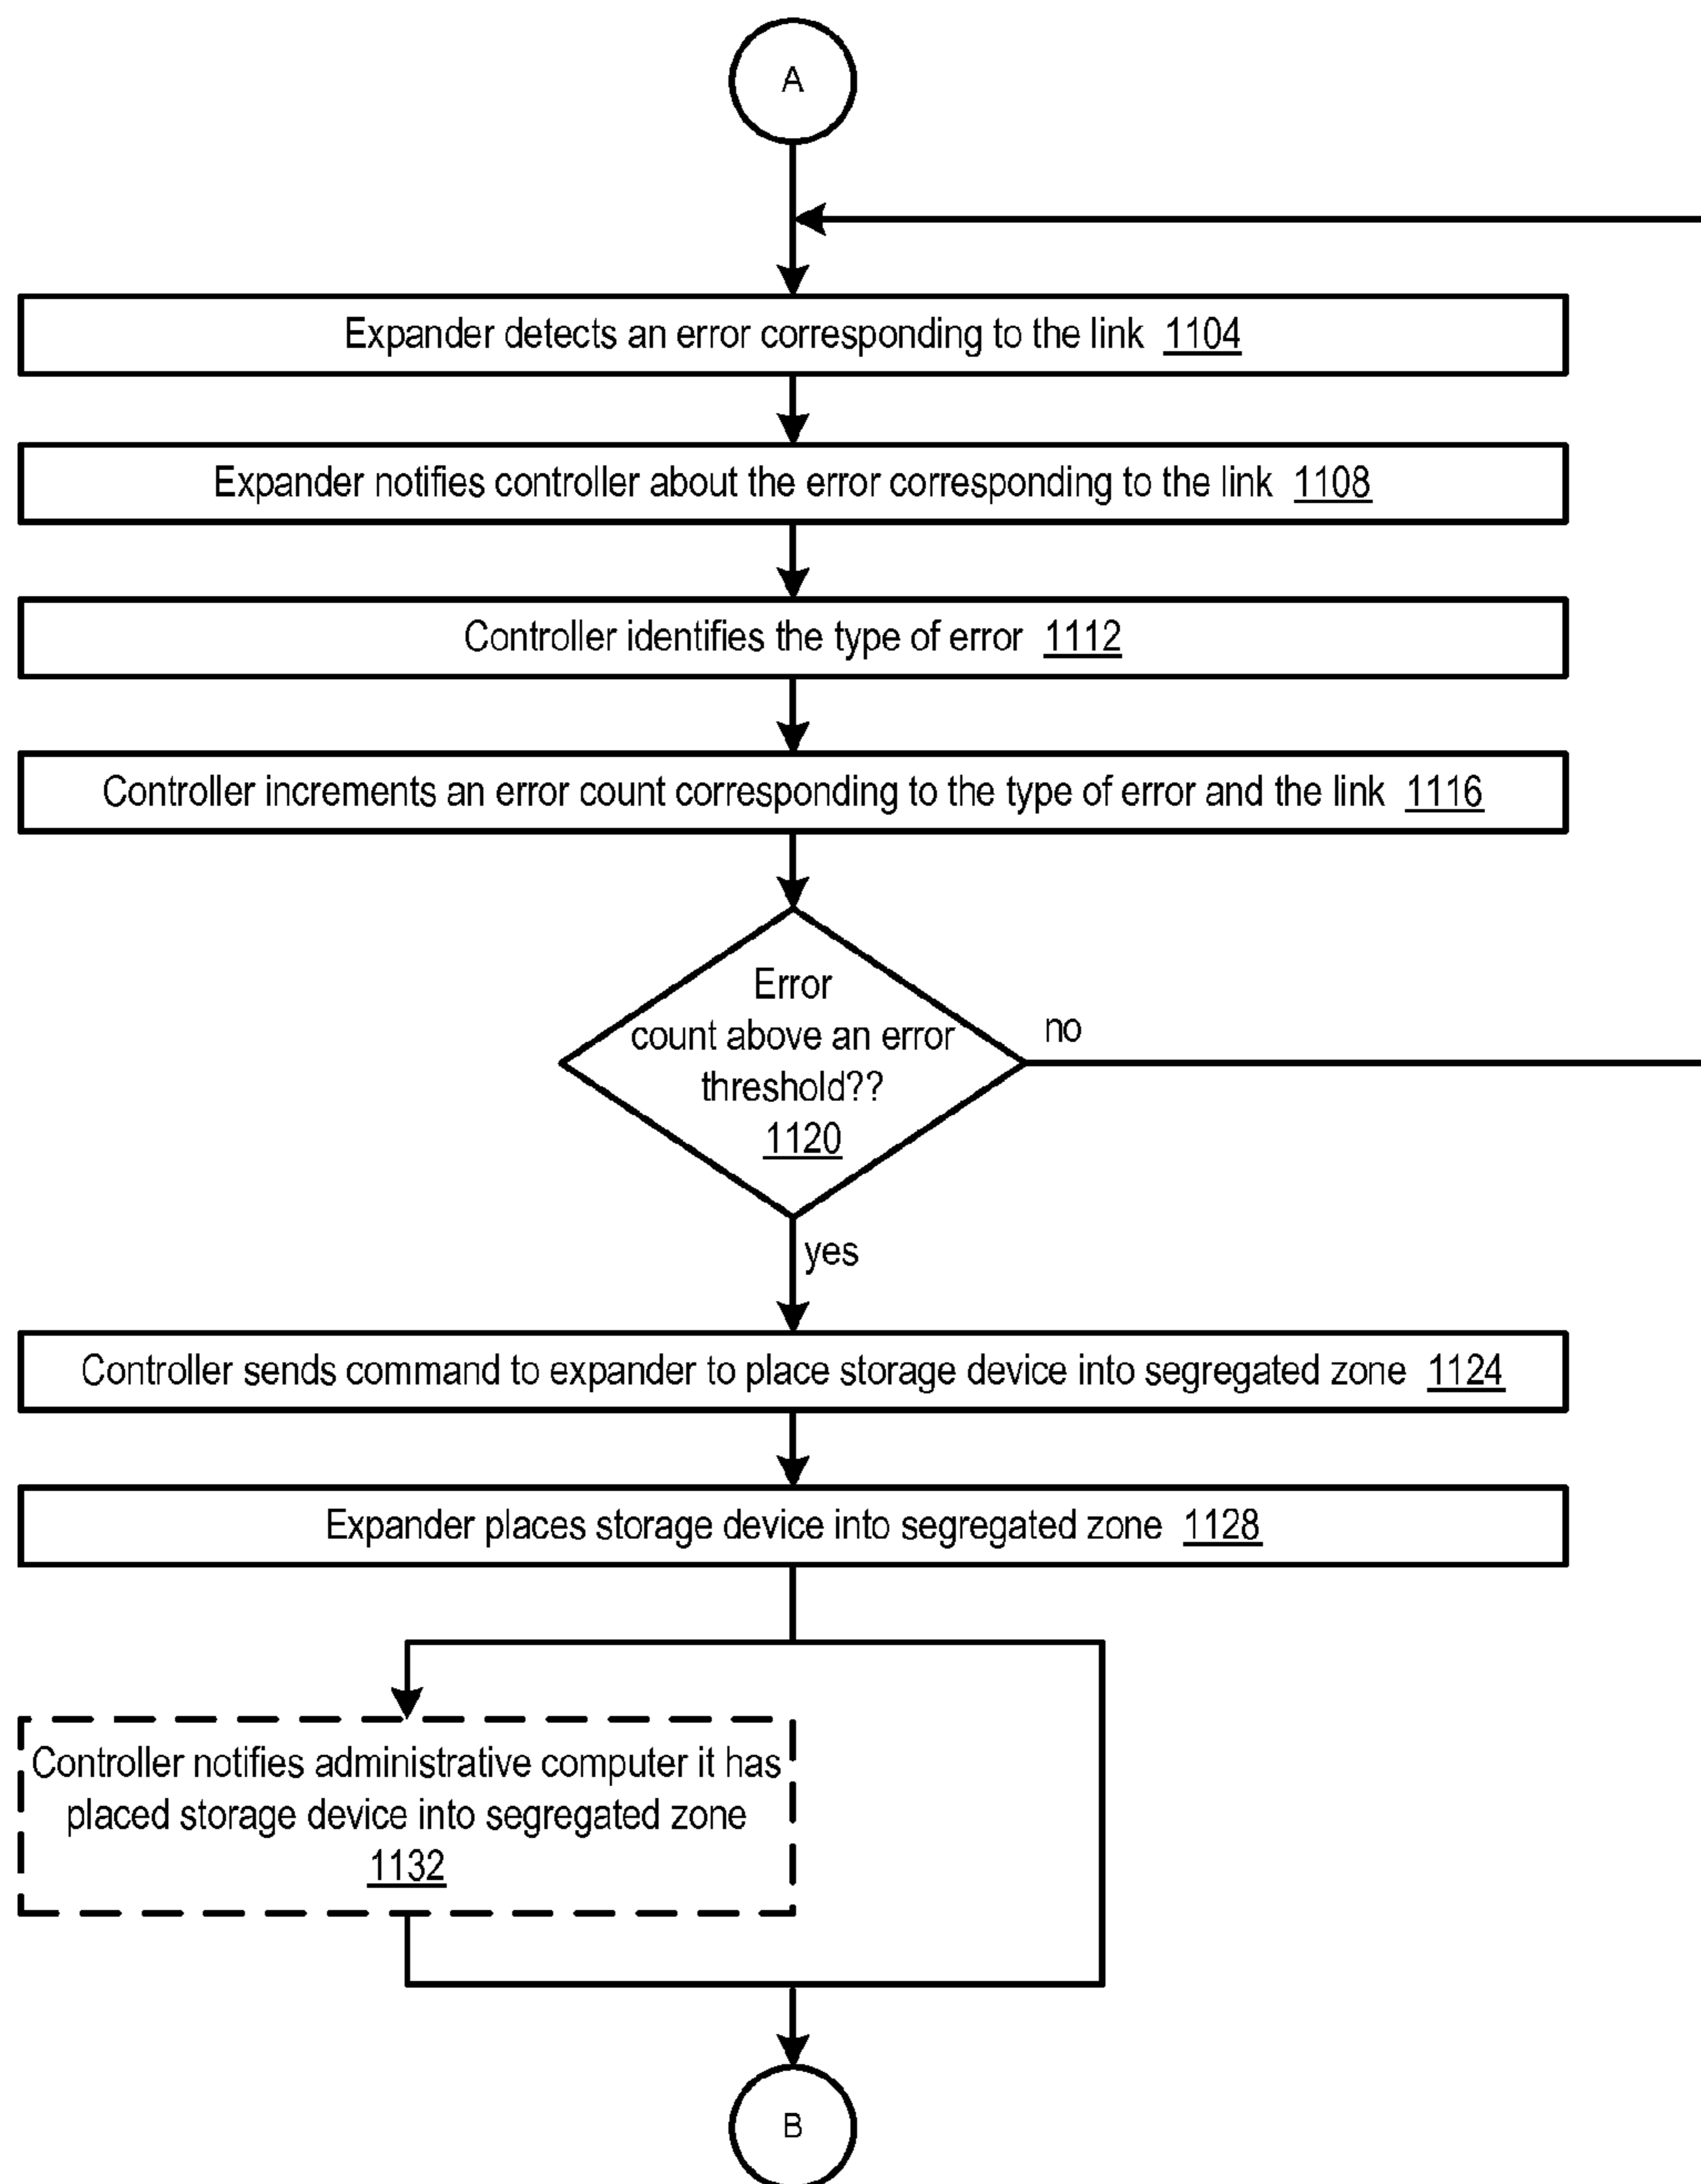 A
Expander detects an error corresponding to the link 1104
Expander notifies controller about the error corresponding to the link 1108
Controller identifies the type of error 1112
Controller increments an error count corresponding to the type of error and the link 1116
Error
count above an error
threshold??
1120
no
yes
Controller sends command to expander to place storage device into segregated zone 1124
Expander places storage device into segregated zone 1128
Controller notifies administrative computer it has
placed storage device into segregated zone
1132
B